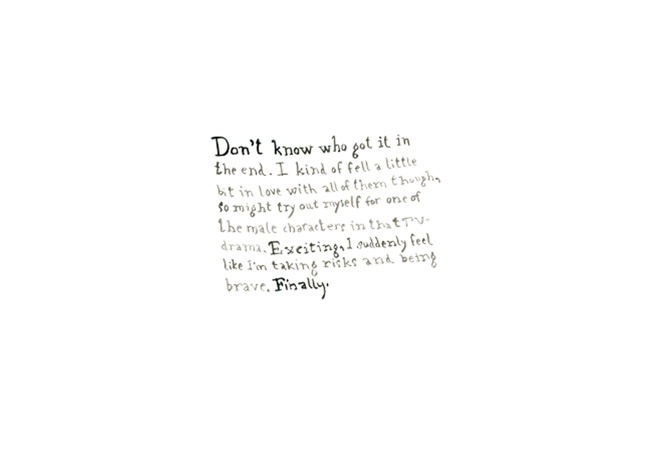 Don't know who got it in
the end. I kind of fell a little
bit in love with all of them though,
so might try out myself for one of
the male characters in that TV-
drama. Exciting, I suddenly feel
like I'm taking risks and being
brave. Finally.